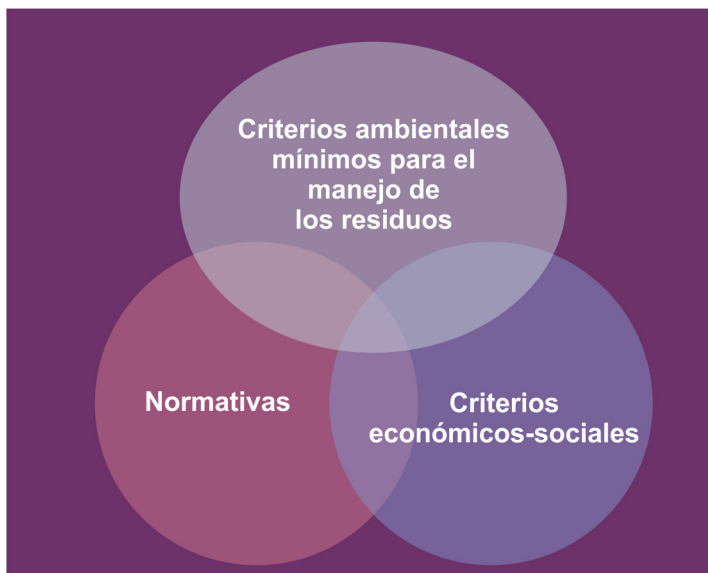 Criterios ambientales
mínimos para el
manejo de
los residuos
Normativas
Criterios
económicos-sociales